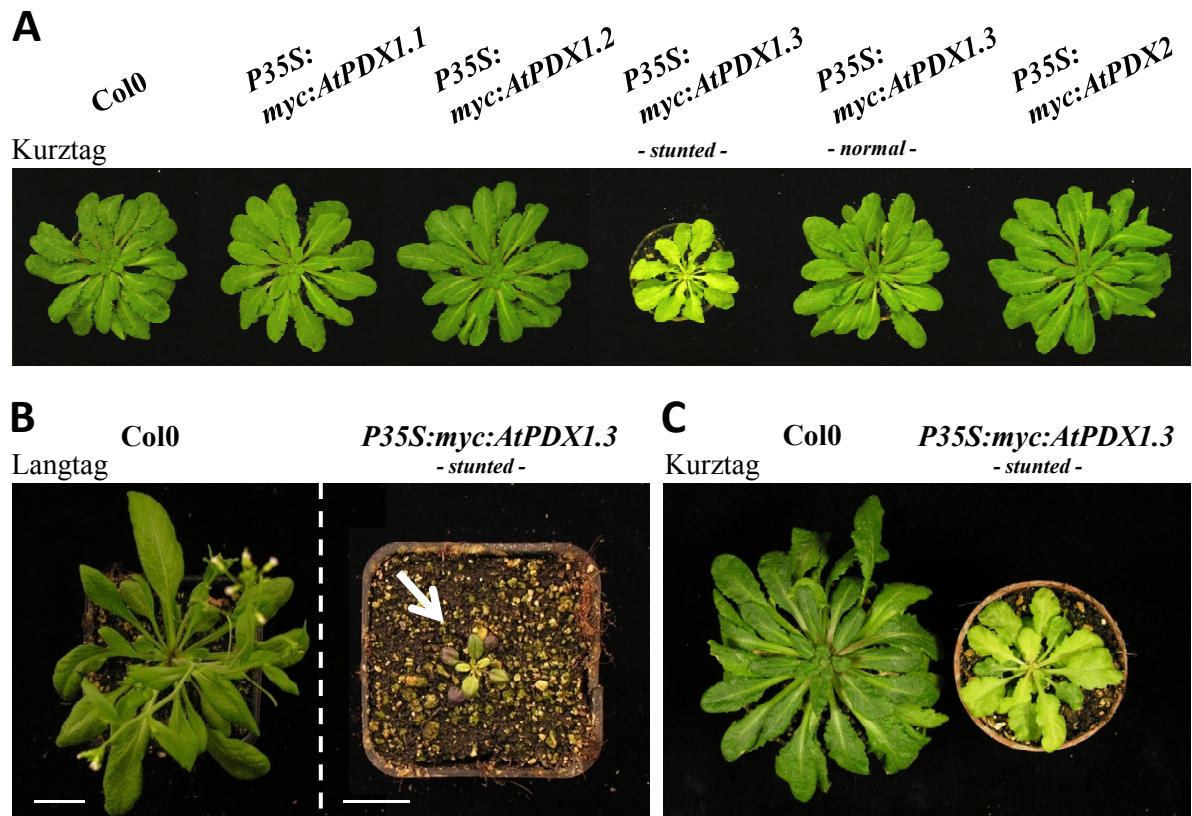 A
Col0
P35S:
myc:AtPDX1.1
P35S:
myc:AtPDX1.2
P35S:
myc:AtPDX1.3
P35S:
myc:AtPDX1.3
P35S:
myc:AtPDX2
Kurztag
- stunted -
- normal -
B
Col0
P35S:myc:AtPDX1.3
Langtag
- stunted -
C
Col0
P35S:myc:AtPDX1.3
Kurztag
- stunted -